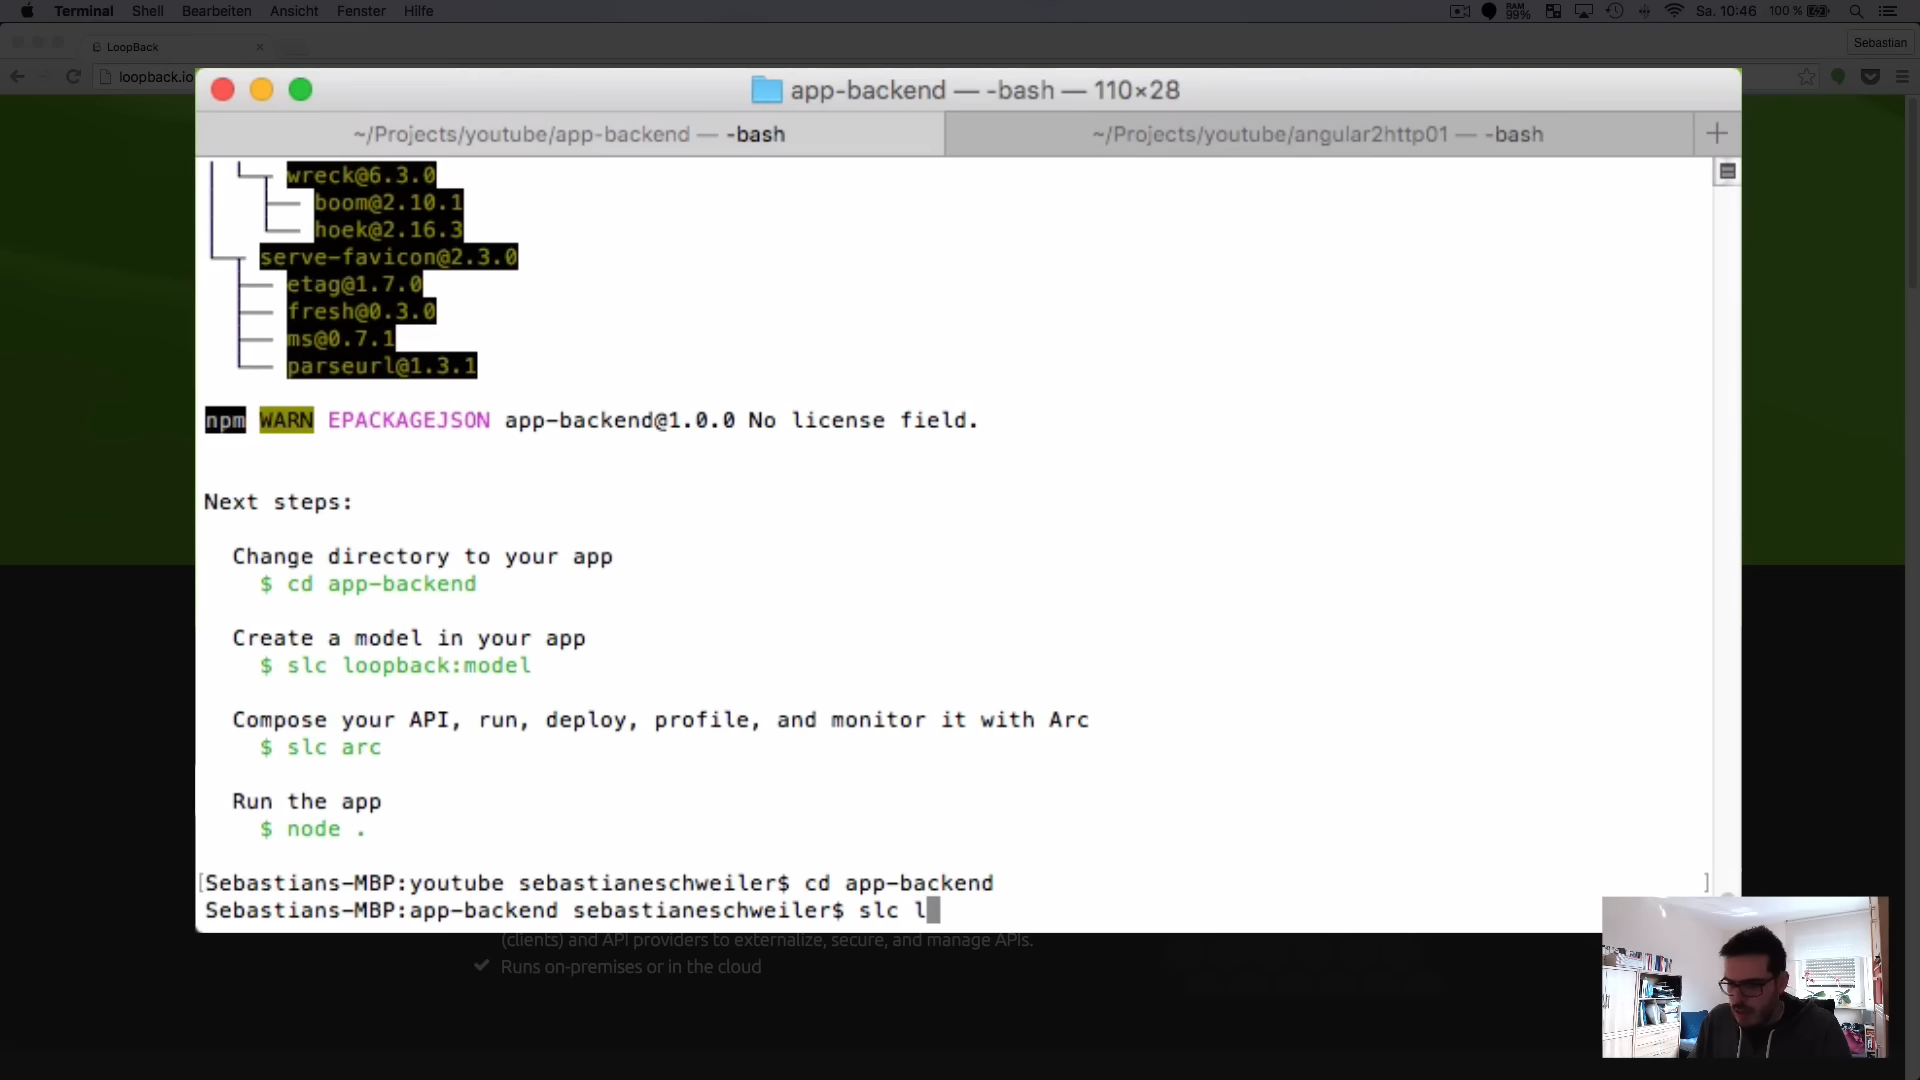 Terminal Shell Bearbeiten Ansicht Fenster Hilfe
RAM 99% Sa. 10:46 100 %
LoopBack
Sebastian
loopback.io
app-backend — -bash — 110×28
~/Projects/youtube/app-backend — -bash
~/Projects/youtube/angular2http01 — -bash
wreck@6.3.0
boom@2.10.1
hoek@2.16.3
serve-favicon@2.3.0
etag@1.7.0
fresh@0.3.0
ms@0.7.1
parseurl@1.3.1
npm WARN EPACKAGEJSON app-backend@1.0.0 No license field.
Next steps:
Change directory to your app
$ cd app-backend
Create a model in your app
$ slc loopback:model
Compose your API, run, deploy, profile, and monitor it with Arc
$ slc arc
Run the app
$ node .
[Sebastians-MBP:youtube sebastianeschweiler$ cd app-backend ]
Sebastians-MBP:app-backend sebastianeschweiler$ slc l
(clients) and API providers to externalize, secure, and manage APIs.
Runs on-premises or in the cloud